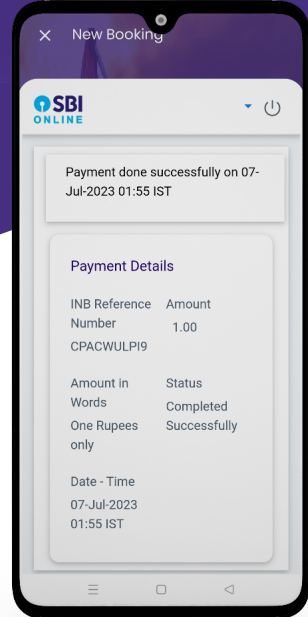 New Booking
SBI
ONLINE
Payment done successfully on 07-
Jul-2023 01:55 IST
Payment Details
INB Reference
Number
CPACWULPI9
Amount
1.00
Amount in
Words
One Rupees
only
Status
Completed
Successfully
Date - Time
07-Jul-2023
01:55 IST